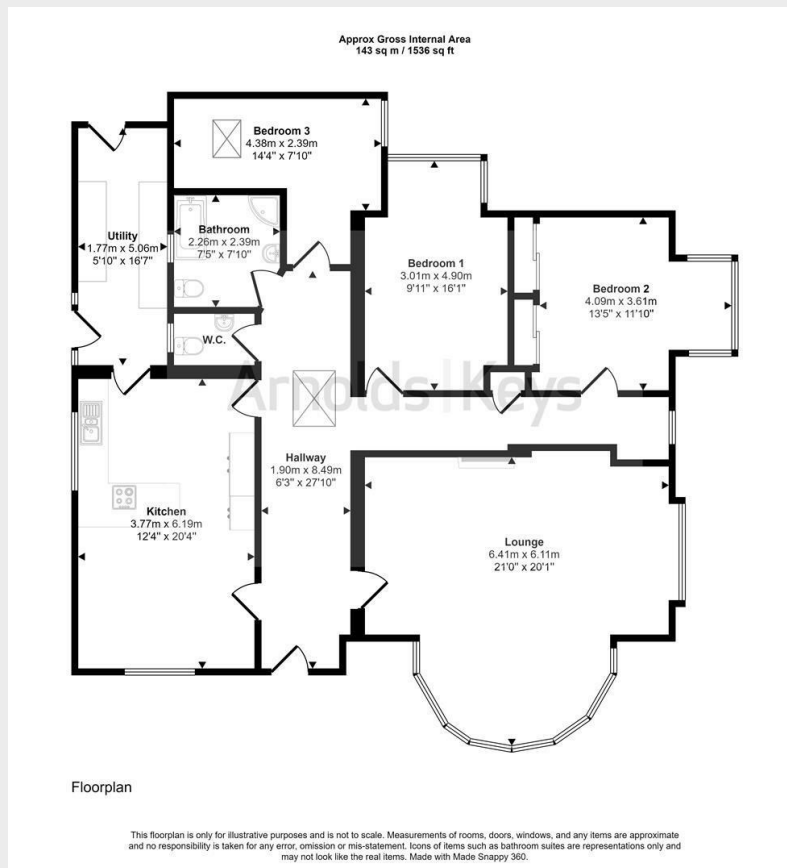 Approx Gross Internal Area
143 sq m / 1536 sq ft
Bedroom 3
4.38m x 2.39m
14'4" x 7'10"
Bathroom
2.26m x 2.39m
7'5" x 7'10"
Utility
1.77m x 5.06m
5'10" x 16'7"
Bedroom 1
3.01m x 4.90m
9'11" x 16'1"
Bedroom 2
4.09m x 3.61m
13'5" x 11'10"
W.C.
Arnolds | Keys
Hallway
1.90m x 8.49m
6'3" x 27'10"
Kitchen
3.77m x 6.19m
12'4" x 20'4"
Lounge
6.41m x 6.11m
21'0" x 20'1"
Floorplan
This floorplan is only for illustrative purposes and is not to scale. Measurements of rooms, doors, windows, and any items are approximate
and no responsibility is taken for any error, omission or mis-statement. Icons of items such as bathroom suites are representations only and
may not look like the real items. Made with Made Snappy 360.